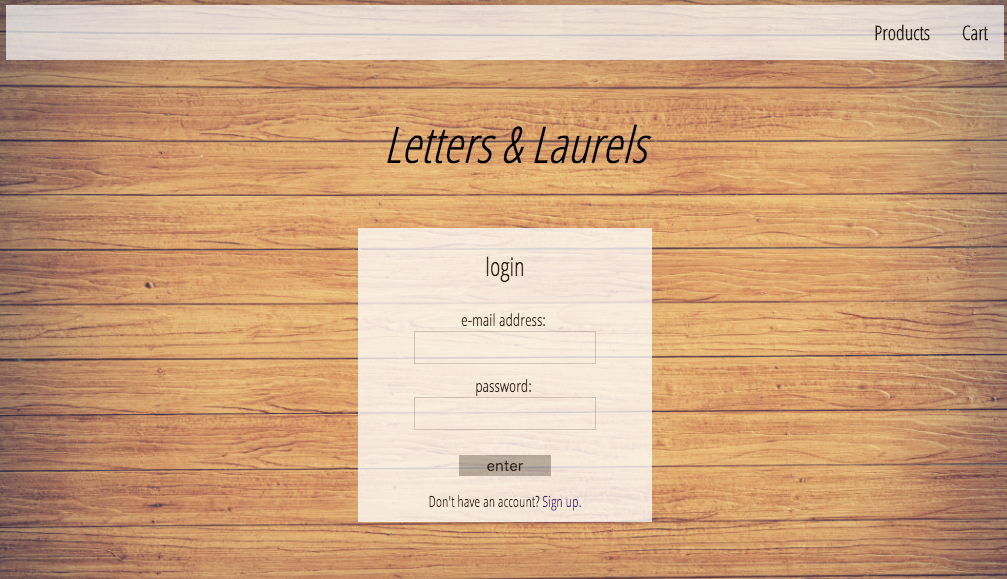 Products Cart
Letters & Laurels
login
e-mail address:
password:
enter
Don't have an account? Sign up.